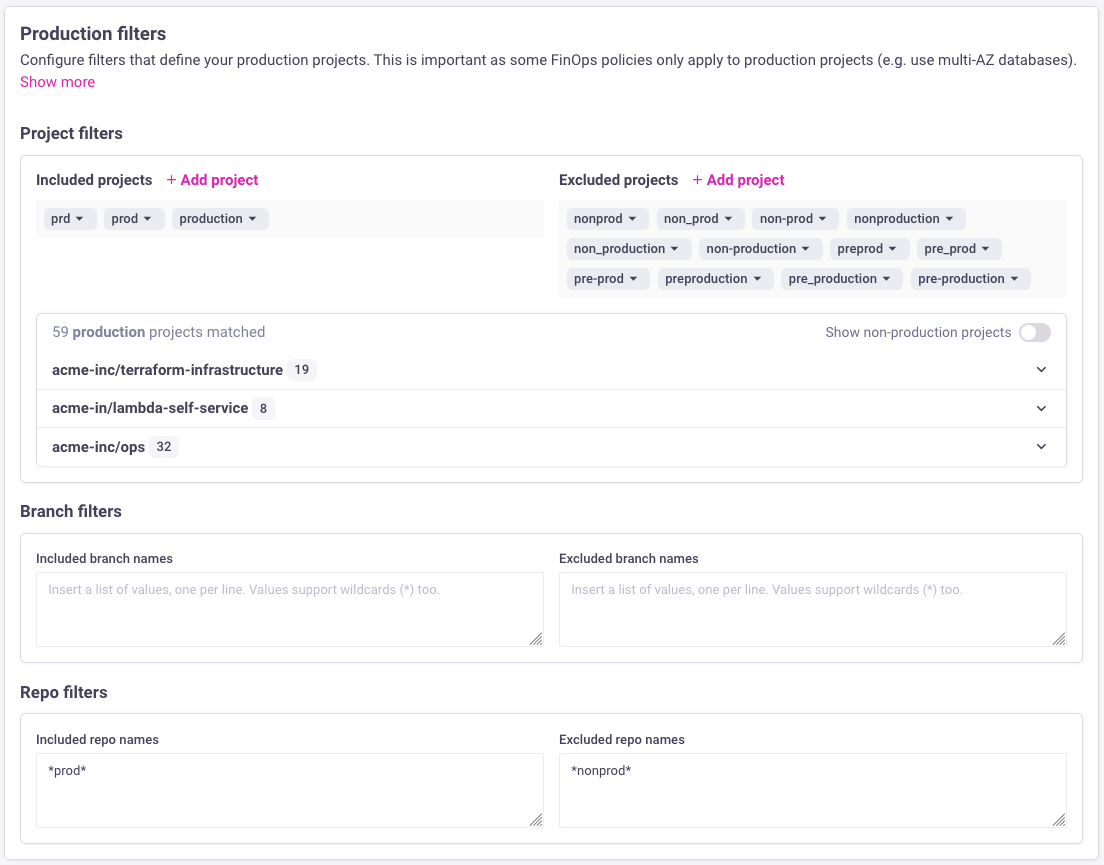 Production filters
Configure filters that define your production projects. This is important as some FinOps policies only apply to production projects (e.g. use multi-AZ databases).
Show more
Project filters
Included projects + Add project
prd prod production
Excluded projects + Add project
nonprod non_prod non-prod nonproduction
non_production non-production preprod pre_prod
pre-prod preproduction pre_production pre-production
59 production projects matched
Show non-production projects
acme-inc/terraform-infrastructure 19
acme-in/lambda-self-service 8
acme-inc/ops 32
Branch filters
Included branch names
Insert a list of values, one per line. Values support wildcards (*) too.
Excluded branch names
Insert a list of values, one per line. Values support wildcards (*) too.
Repo filters
Included repo names
*prod*
Excluded repo names
*nonprod*